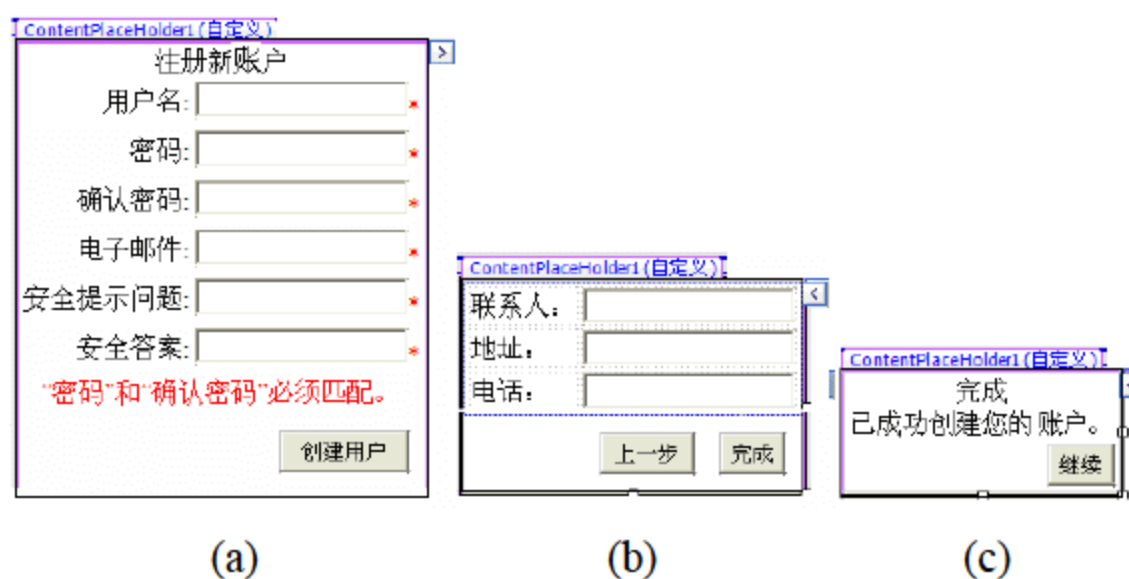 ContentPlaceHolder1(自定义)
注册新账户
用户名: *
密码: *
确认密码: *
电子邮件: *
安全提示问题: *
安全答案: *
“密码”和“确认密码”必须匹配。
创建用户
(a)
ContentPlaceHolder1(自定义)
联系人：
地址：
电话：
上一步 完成
(b)
ContentPlaceHolder1(自定义)
完成
已成功创建您的 账户。
继续
(c)